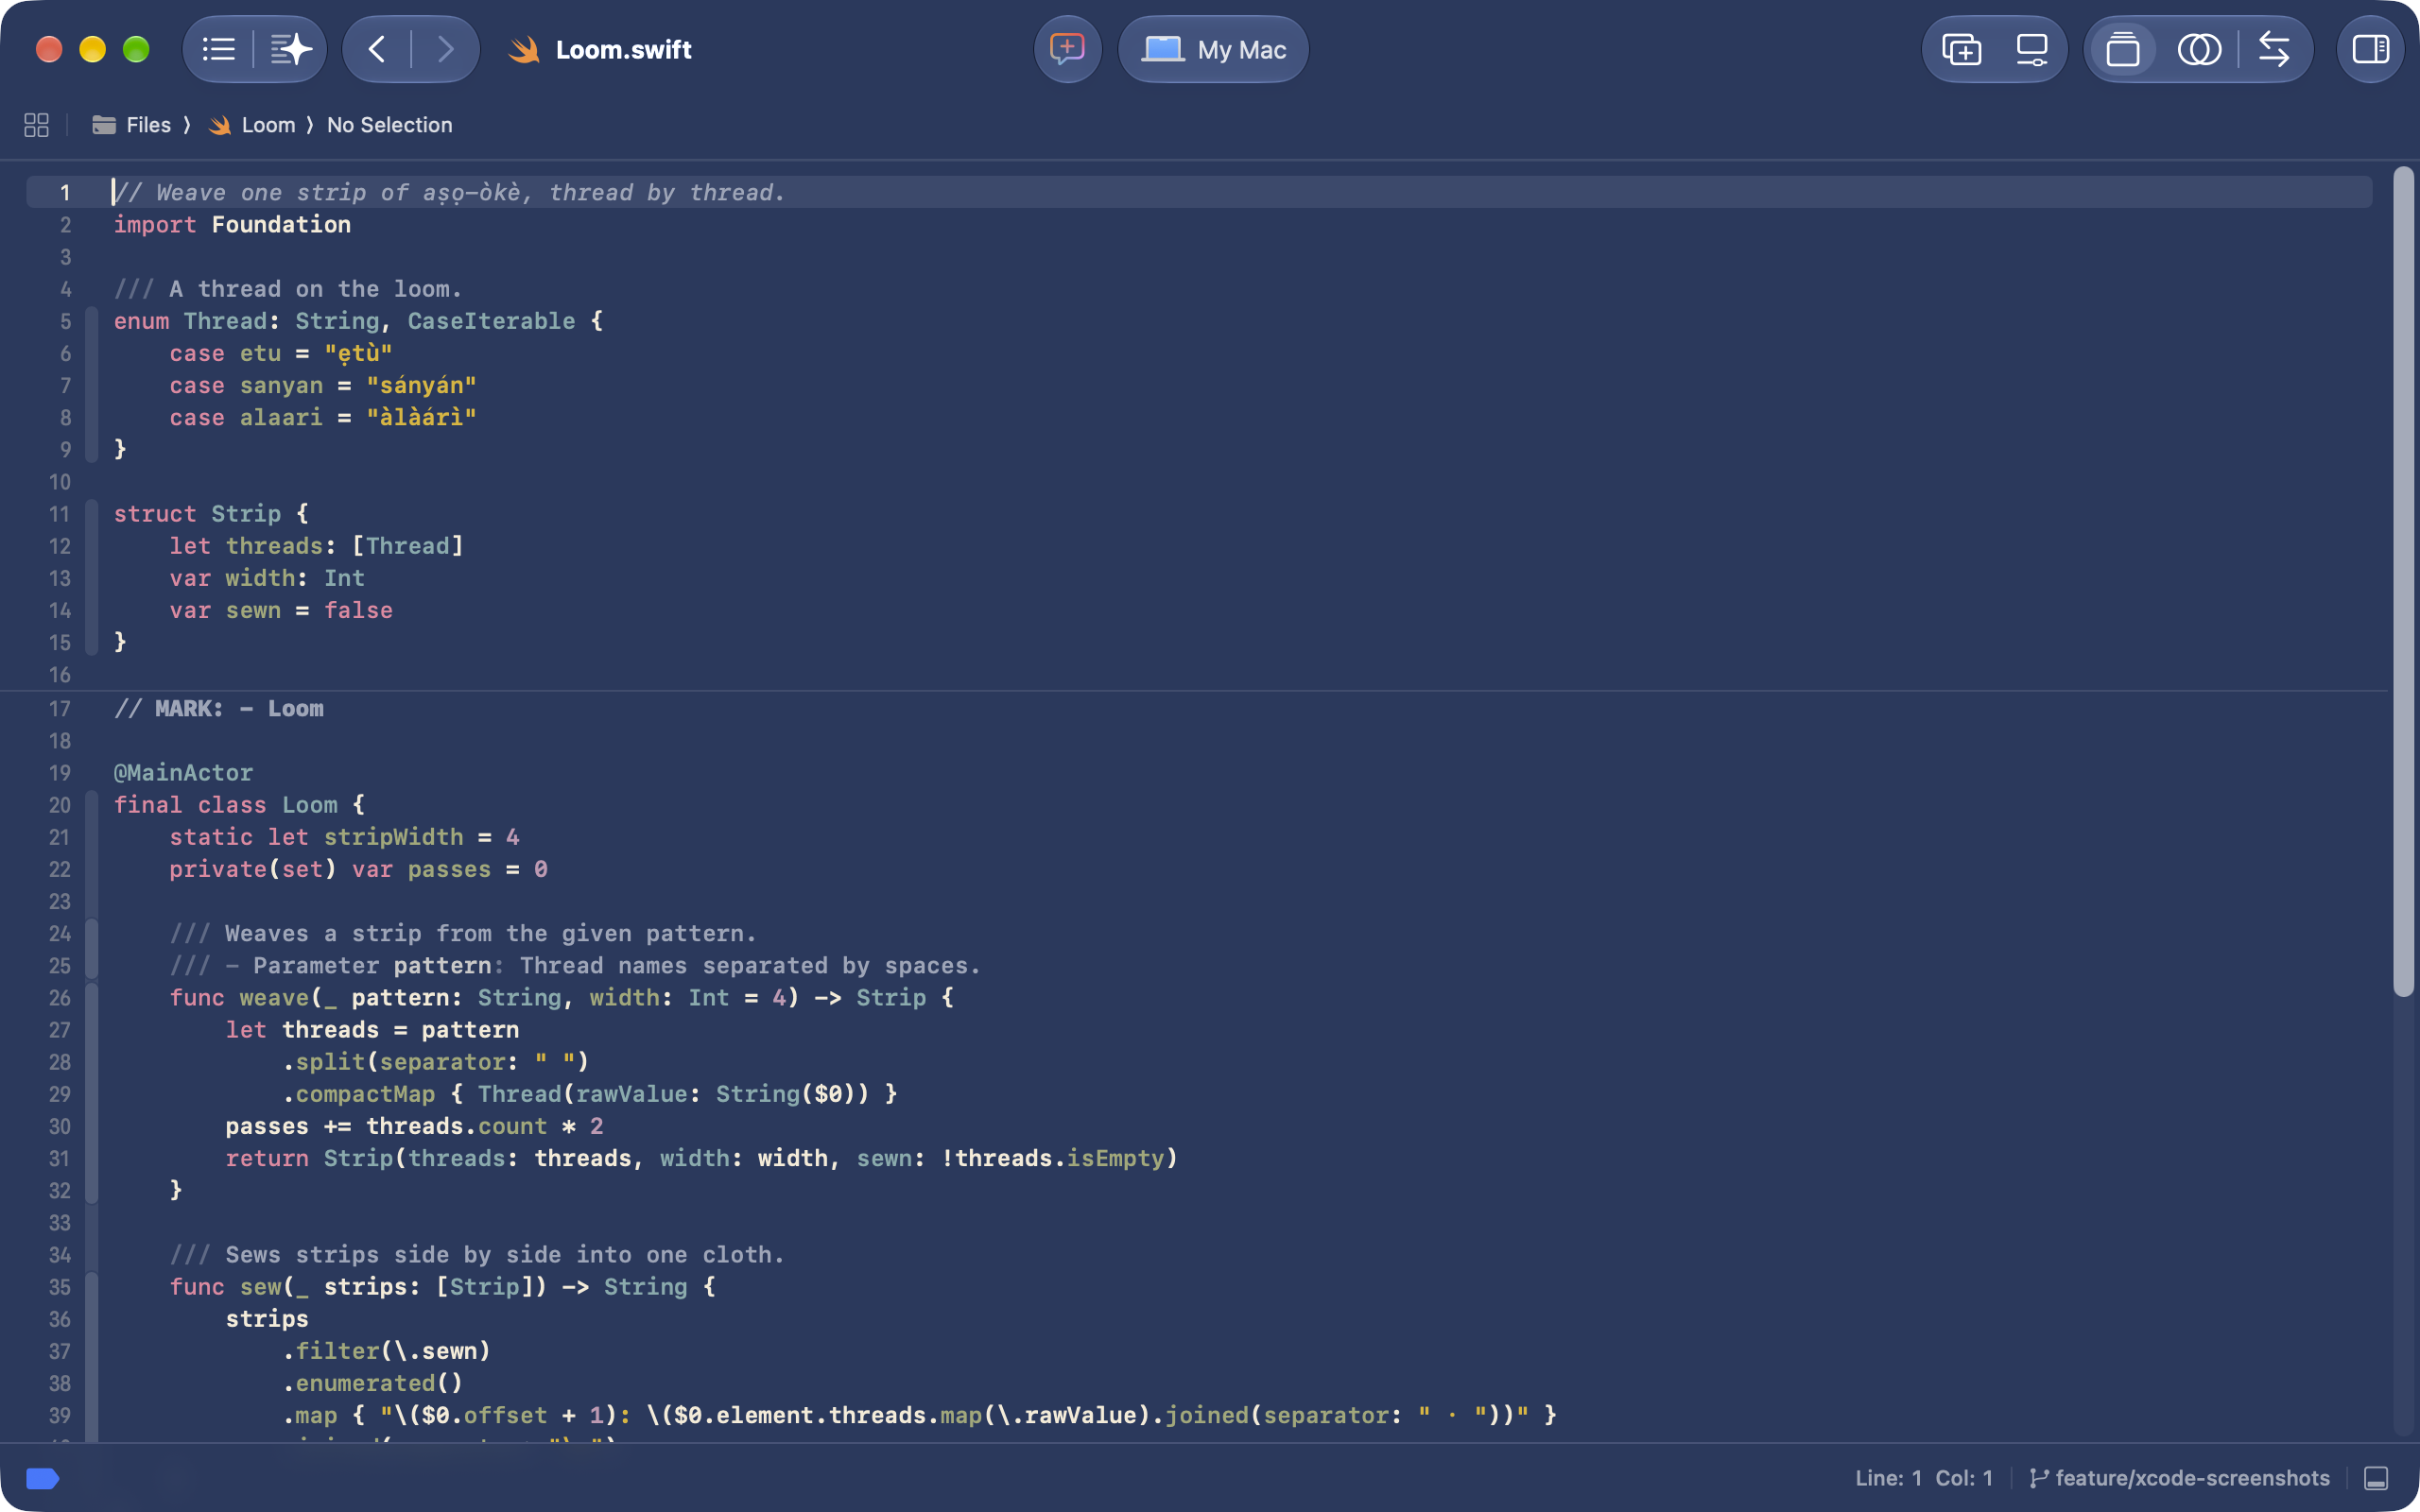 Loom.swift
My Mac
Files ⟩ Loom ⟩ No Selection
1 // Weave one strip of aṣọ-òkè, thread by thread.
2 import Foundation
3
4 /// A thread on the loom.
5 enum Thread: String, CaseIterable {
6 case etu = "ẹtù"
7 case sanyan = "sányán"
8 case alaari = "àlàárì"
9 }
10
11 struct Strip {
12 let threads: [Thread]
13 var width: Int
14 var sewn = false
15 }
16
17 // MARK: - Loom
18
19 @MainActor
20 final class Loom {
21 static let stripWidth = 4
22 private(set) var passes = 0
23
24 /// Weaves a strip from the given pattern.
25 /// - Parameter pattern: Thread names separated by spaces.
26 func weave(_ pattern: String, width: Int = 4) -> Strip {
27 let threads = pattern
28 .split(separator: " ")
29 .compactMap { Thread(rawValue: String($0)) }
30 passes += threads.count * 2
31 return Strip(threads: threads, width: width, sewn: !threads.isEmpty)
32 }
33
34 /// Sews strips side by side into one cloth.
35 func sew(_ strips: [Strip]) -> String {
36 strips
37 .filter(\.sewn)
38 .enumerated()
39 .map { "\($0.offset + 1): \($0.element.threads.map(\.rawValue).joined(separator: " · "))" }
Line: 1 Col: 1
feature/xcode-screenshots